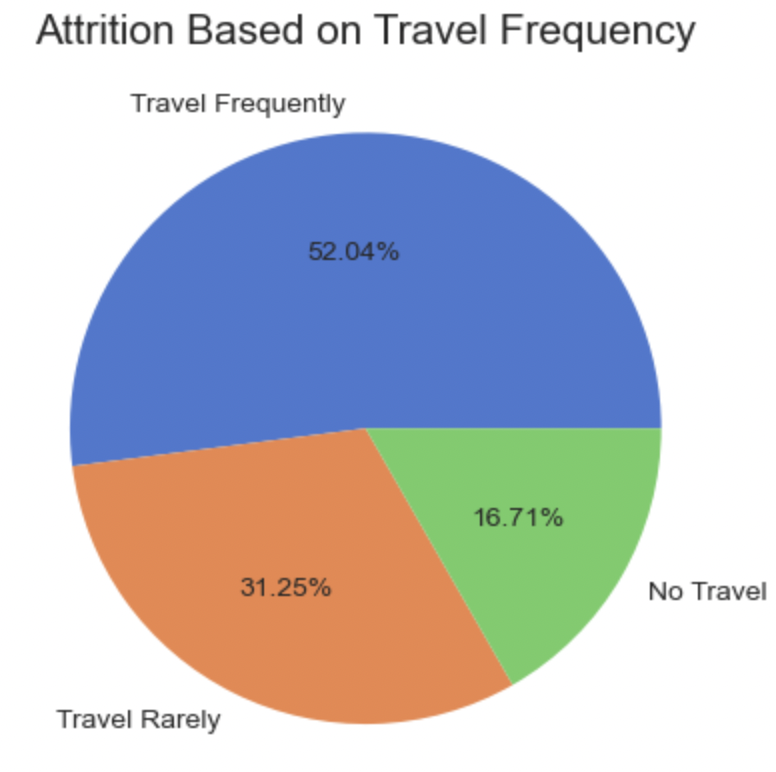 Attrition Based on Travel Frequency
Travel Frequently
52.04%
16.71%
31.25%
No Travel
Travel Rarely